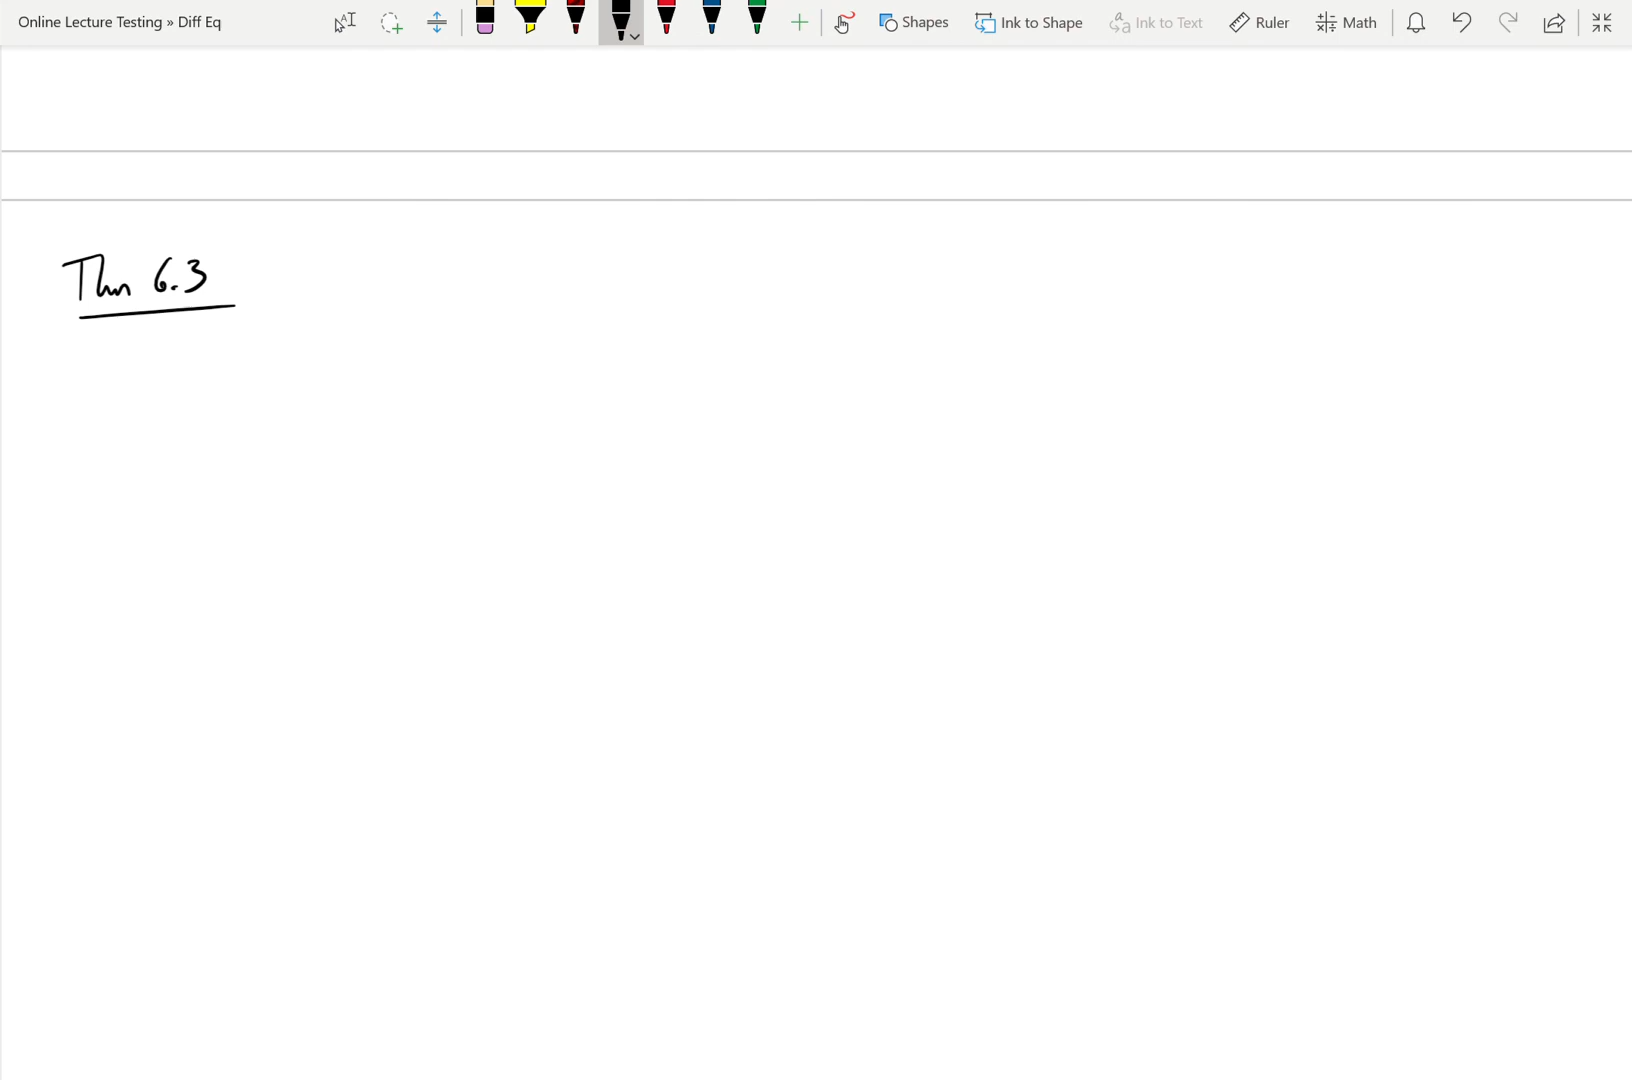 Online Lecture Testing » Diff Eq
Shapes
Ink to Shape
Ink to Text
Ruler
Math
Thm 6.3